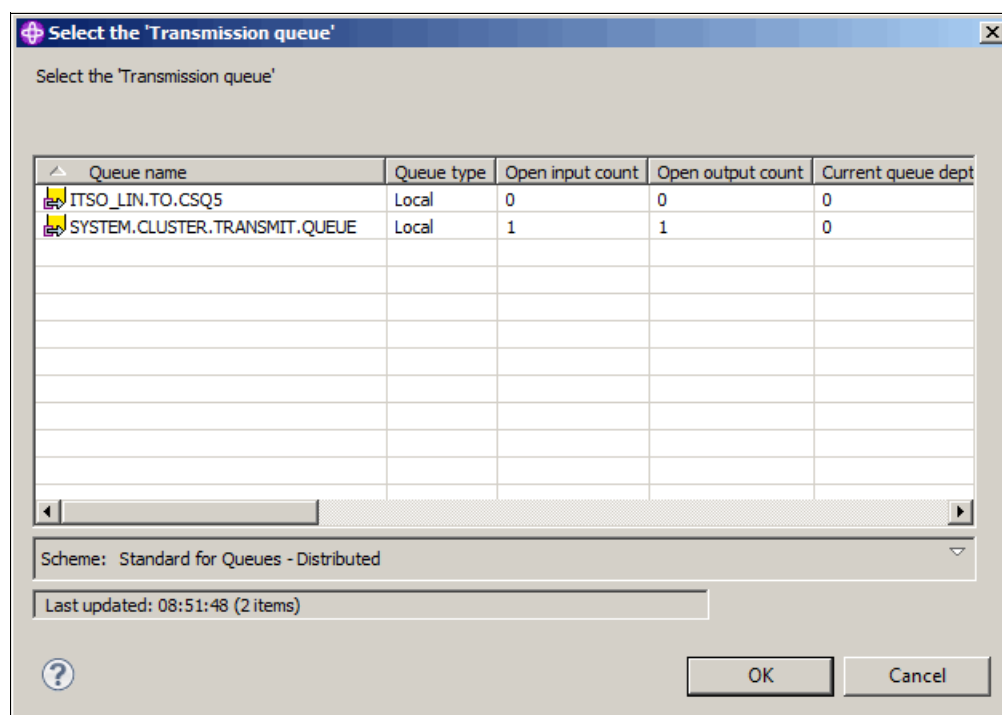 Select the 'Transmission queue'
Select the 'Transmission queue'
Queue name Queue type Open input count Open output count Current queue dept
ITSO_LIN.TO.CSQ5 Local 0 0 0
SYSTEM.CLUSTER.TRANSMIT.QUEUE Local 1 1 0
Scheme: Standard for Queues - Distributed
Last updated: 08:51:48 (2 items)
? OK Cancel